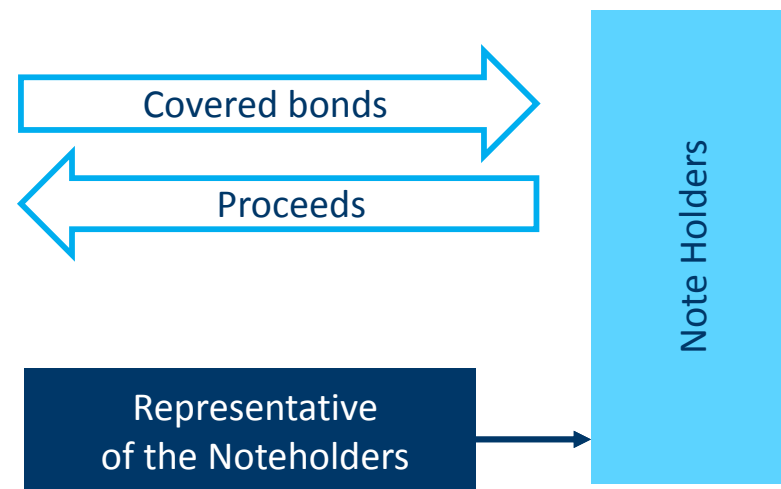 Covered bonds
Proceeds
Note Holders
Representative
of the Noteholders